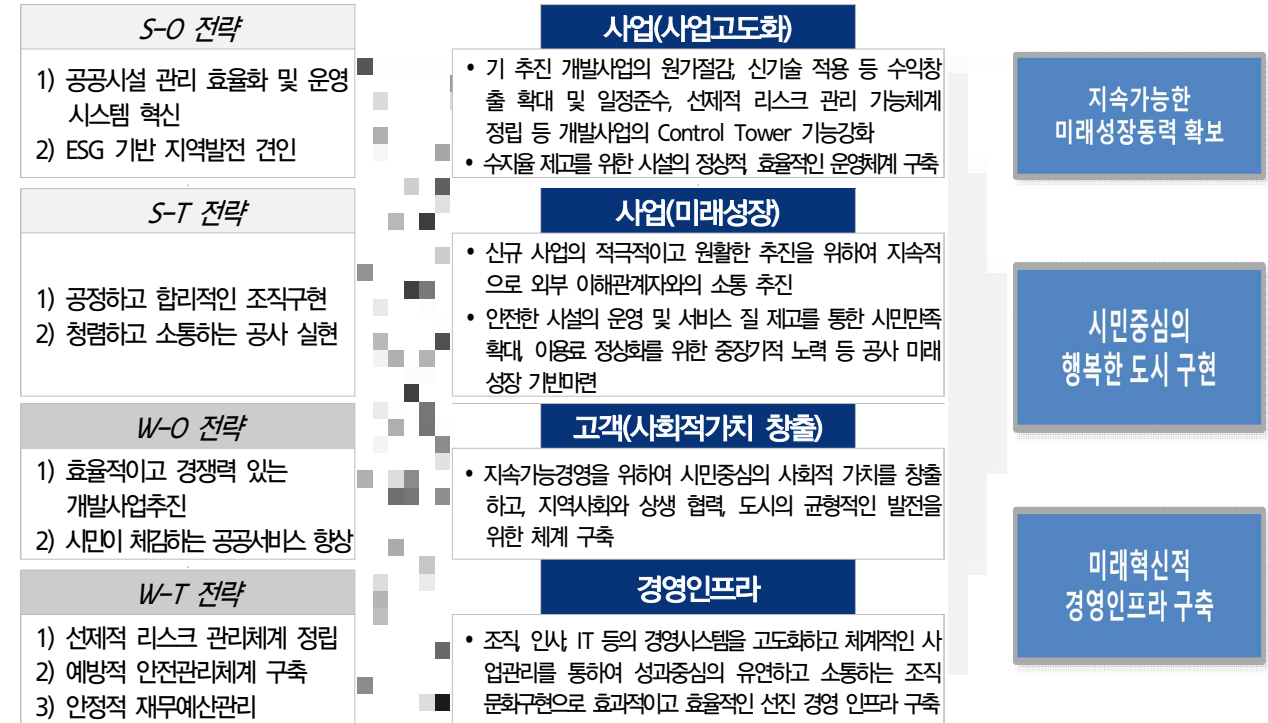 S-O 전략
1) 공공시설 관리 효율화 및 운영
시스템 혁신
2) ESG 기반 지역발전 견인
S-T 전략
1) 공정하고 합리적인 조직구현
2) 청렴하고 소통하는 공사 실현
W-O 전략
1) 효율적이고 경쟁력 있는
개발사업추진
2) 시민이 체감하는 공공서비스 향상
W-T 전략
1) 선제적 리스크 관리체계 정립
2) 예방적 안전관리체계 구축
3) 안정적 재무예산관리
사업(사업고도화)
• 기 추진 개발사업의 원가절감, 신기술 적용 등 수익창
출 확대 및 일정준수, 선제적 리스크 관리 가능체계
정립 등 개발사업의 Control Tower 기능강화
• 수지율 제고를 위한 시설의 정상적, 효율적인 운영체계 구축
사업(미래성장)
• 신규 사업의 적극적이고 원활한 추진을 위하여 지속적
으로 외부 이해관계자와의 소통 추진
• 안전한 시설의 운영 및 서비스 질 제고를 통한 시민만족
확대, 이용료 정상화를 위한 중장기적 노력 등 공사 미래
성장 기반마련
고객(사회적가치 창출)
• 지속가능경영을 위하여 시민중심의 사회적 가치를 창출
하고, 지역사회와 상생 협력, 도시의 균형적인 발전을
위한 체계 구축
경영인프라
• 조직, 인사, IT 등의 경영시스템을 고도화하고 체계적인 사
업관리를 통하여 성과중심의 유연하고 소통하는 조직
문화구현으로 효과적이고 효율적인 선진 경영 인프라 구축
지속가능한
미래성장동력 확보
시민중심의
행복한 도시 구현
미래혁신적
경영인프라 구축